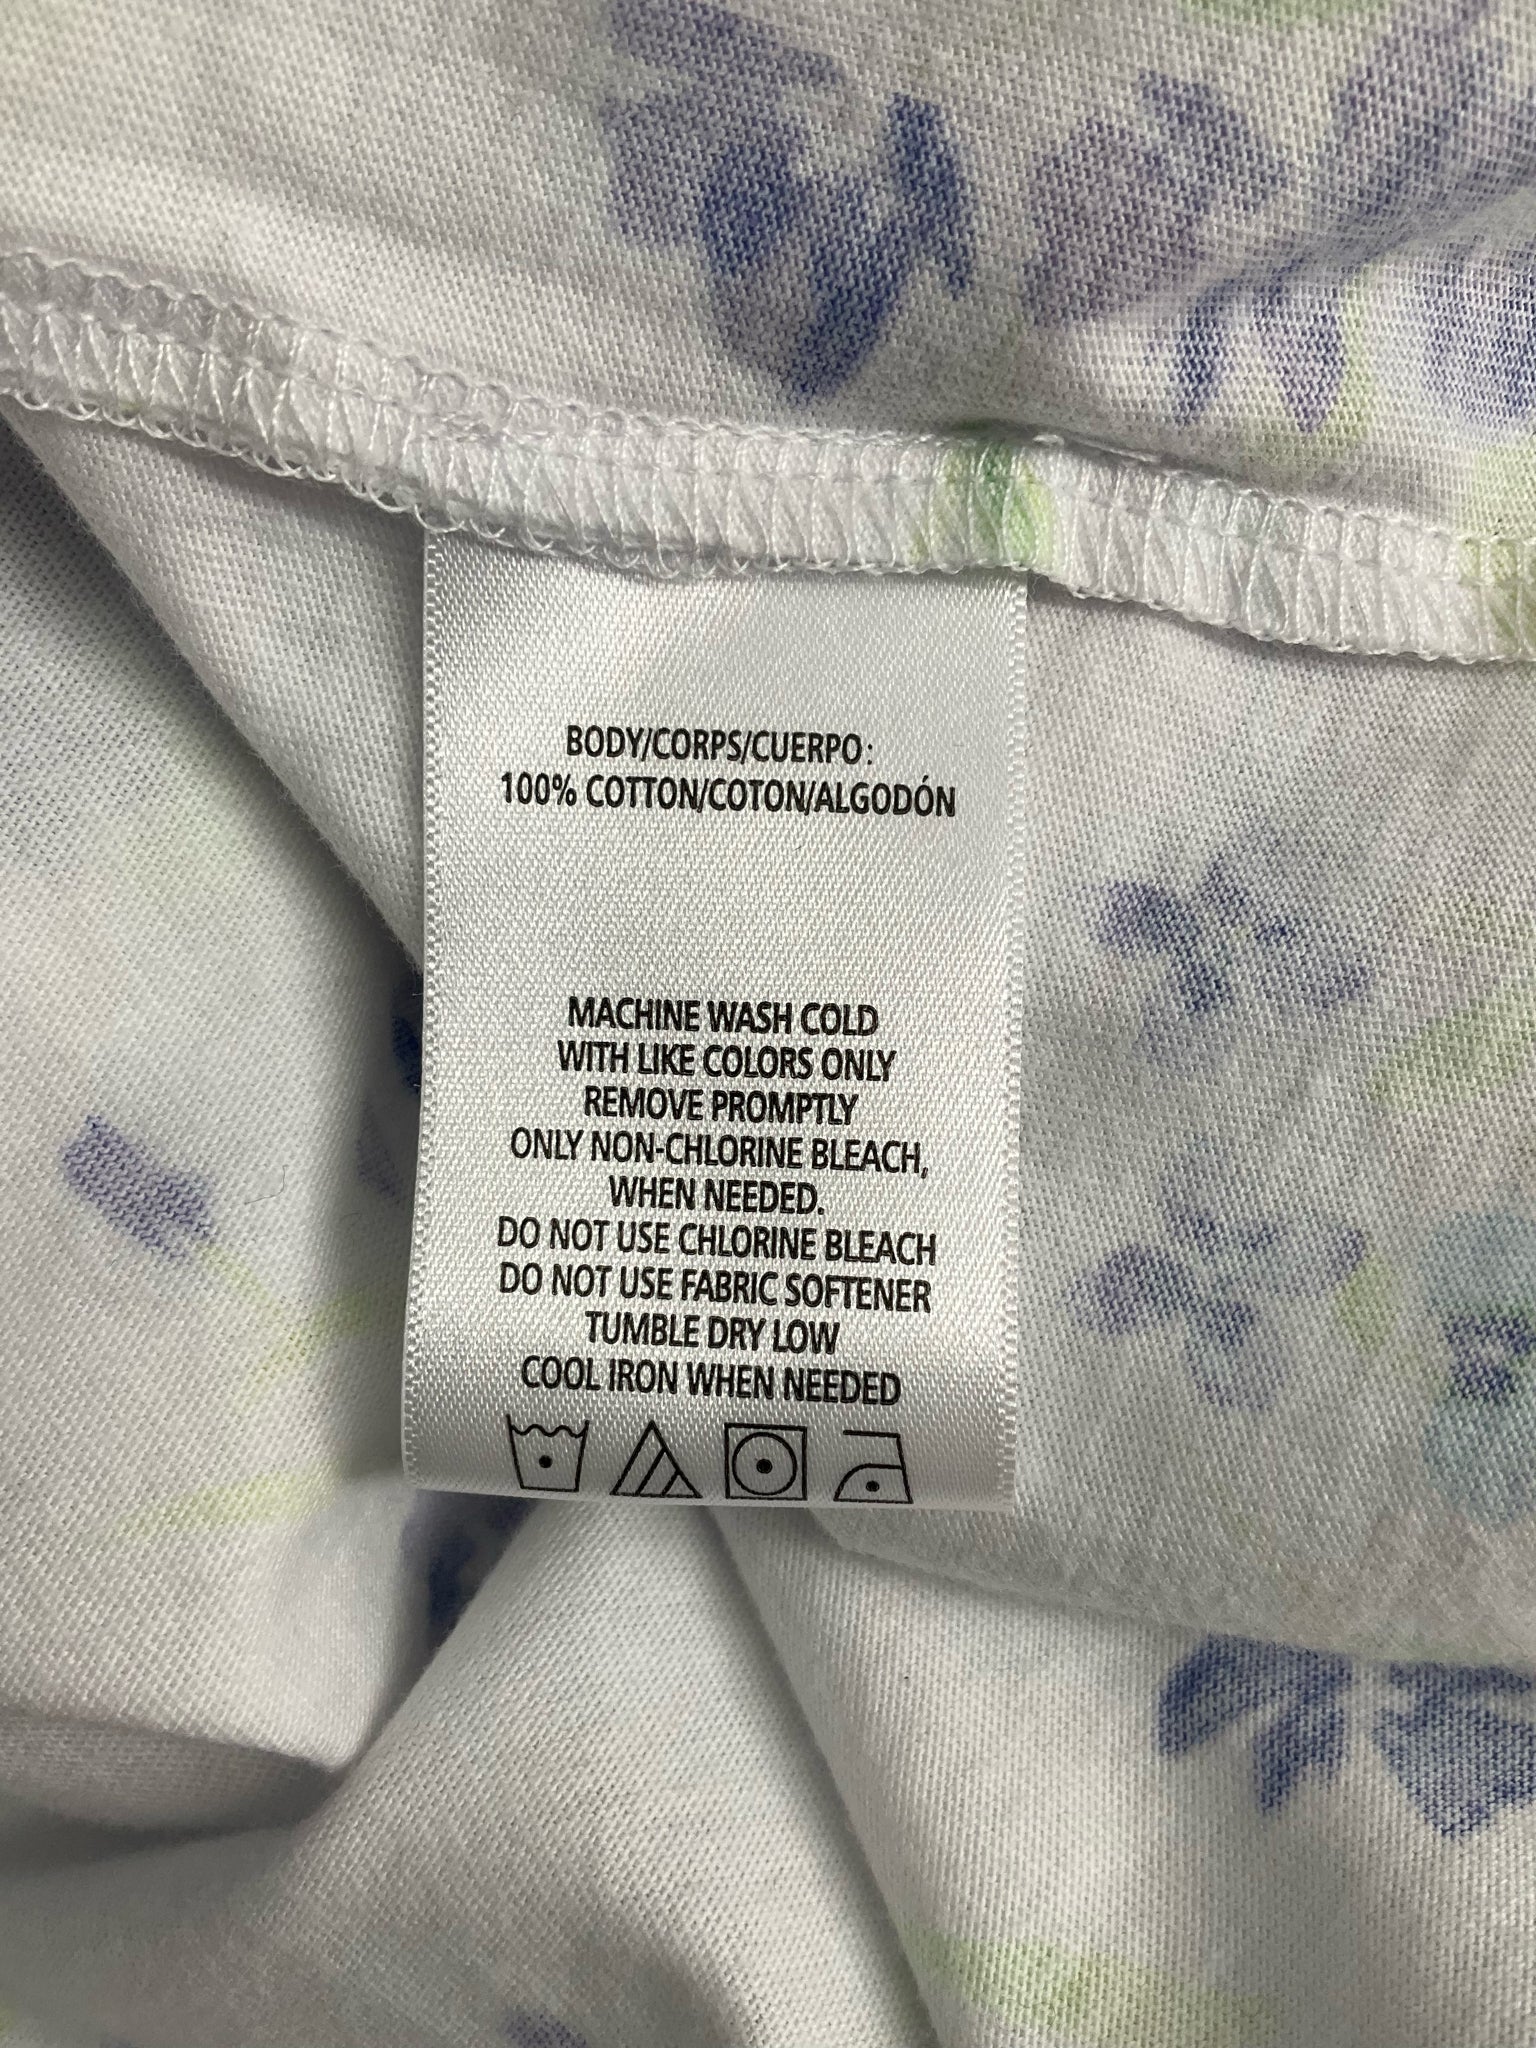 BODY/CORPS/CUERPO:
100% COTTON/COTON/ALGODÓN
MACHINE WASH COLD
WITH LIKE COLORS ONLY
REMOVE PROMPTLY
ONLY NON-CHLORINE BLEACH,
WHEN NEEDED.
DO NOT USE CHLORINE BLEACH
DO NOT USE FABRIC SOFTENER
TUMBLE DRY LOW
COOL IRON WHEN NEEDED